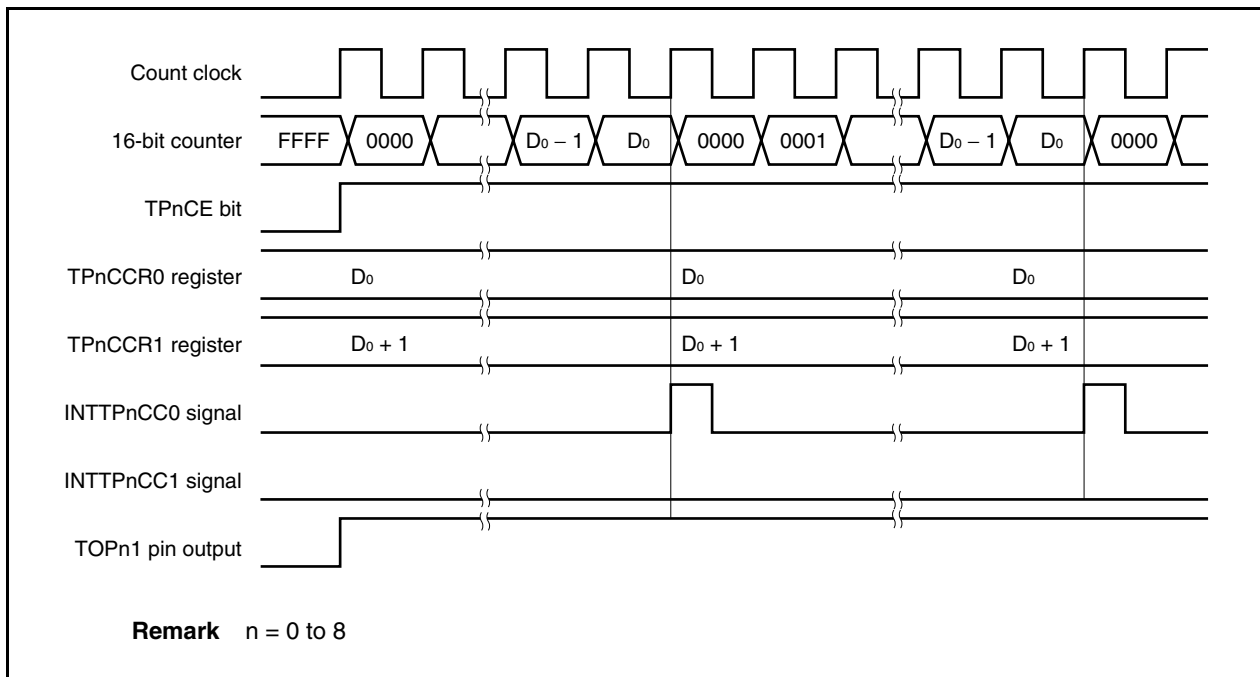 Count clock
16-bit counter FFFF 0000 D₀ − 1 D₀ 0000 0001 D₀ − 1 D₀ 0000
TPnCE bit
TPnCCR0 register D₀ D₀ D₀
TPnCCR1 register D₀ + 1 D₀ + 1 D₀ + 1
INTTPnCC0 signal
INTTPnCC1 signal
TOPn1 pin output
Remark n = 0 to 8